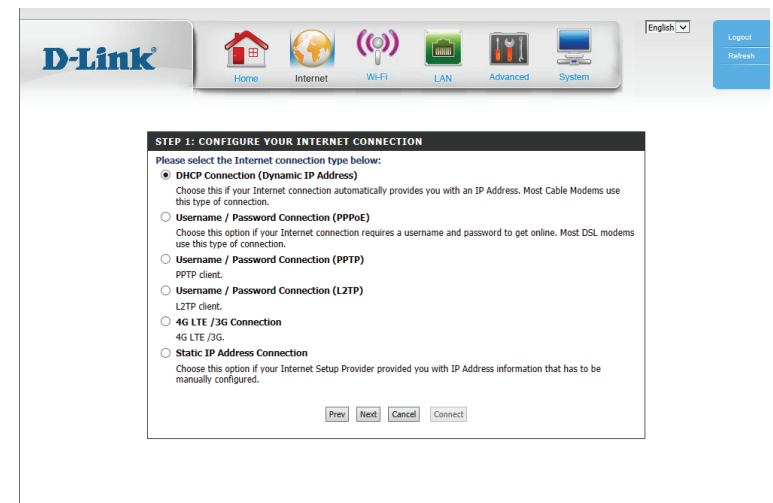 D-Link
Home
Internet
Wi-Fi
LAN
Advanced
System
English
Logout
Refresh
STEP 1: CONFIGURE YOUR INTERNET CONNECTION
Please select the Internet connection type below:
DHCP Connection (Dynamic IP Address)
Choose this if your Internet connection automatically provides you with an IP Address. Most Cable Modems use
this type of connection.
Username / Password Connection (PPPoE)
Choose this option if your Internet connection requires a username and password to get online. Most DSL modems
use this type of connection.
Username / Password Connection (PPTP)
PPTP client.
Username / Password Connection (L2TP)
L2TP client.
4G LTE /3G Connection
4G LTE /3G.
Static IP Address Connection
Choose this option if your Internet Setup Provider provided you with IP Address information that has to be
manually configured.
Prev Next Cancel Connect